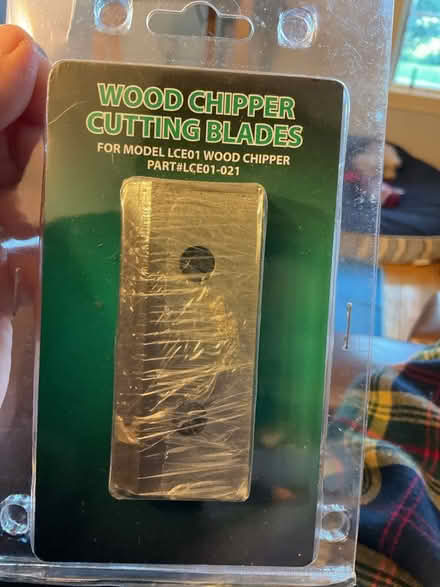 WOOD CHIPPER
CUTTING BLADES
FOR MODEL LCE01 WOOD CHIPPER
PART#LCE01-021